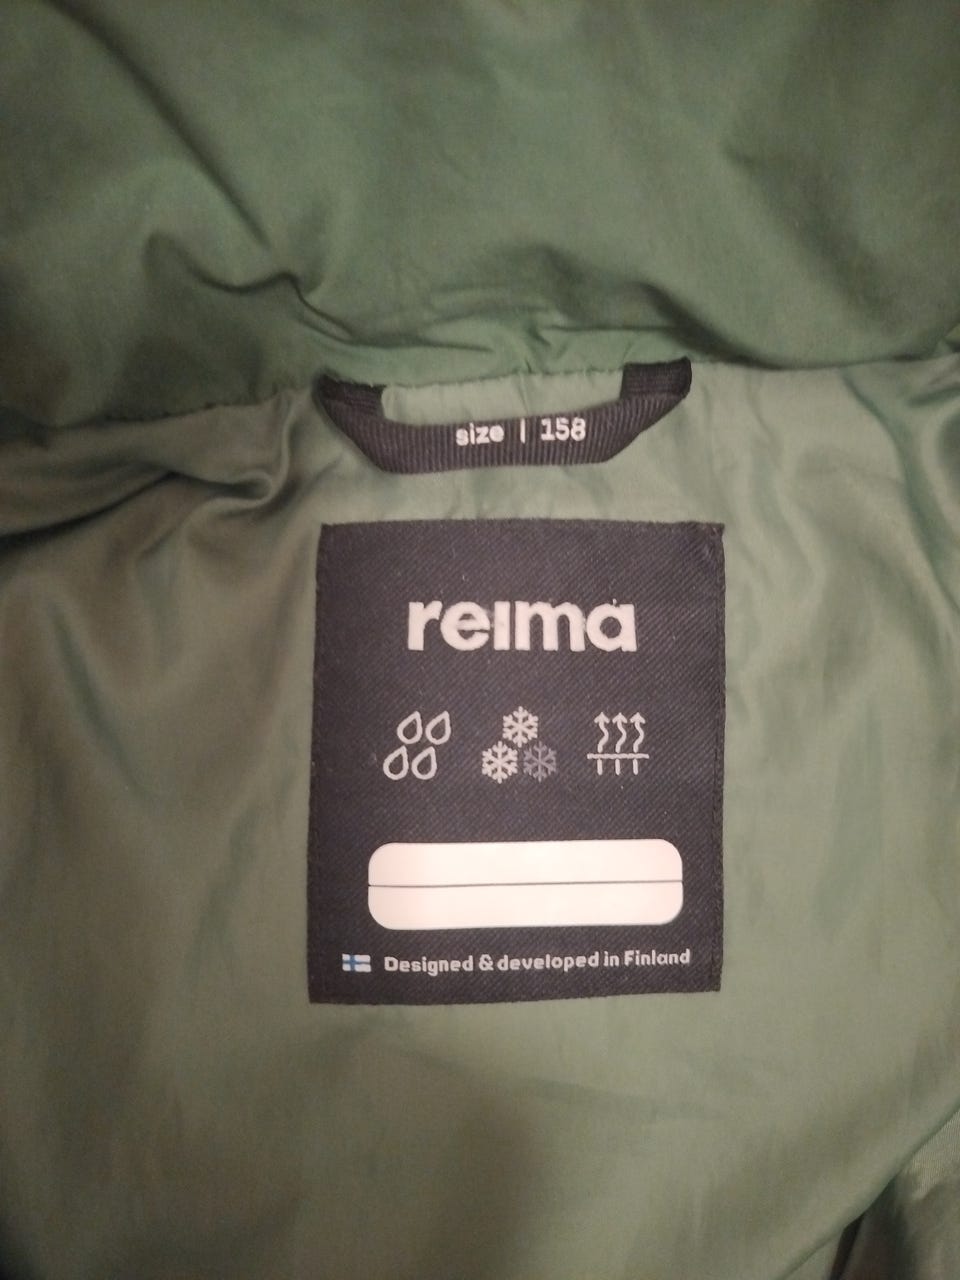 size | 158
reima
Designed & developed in Finland